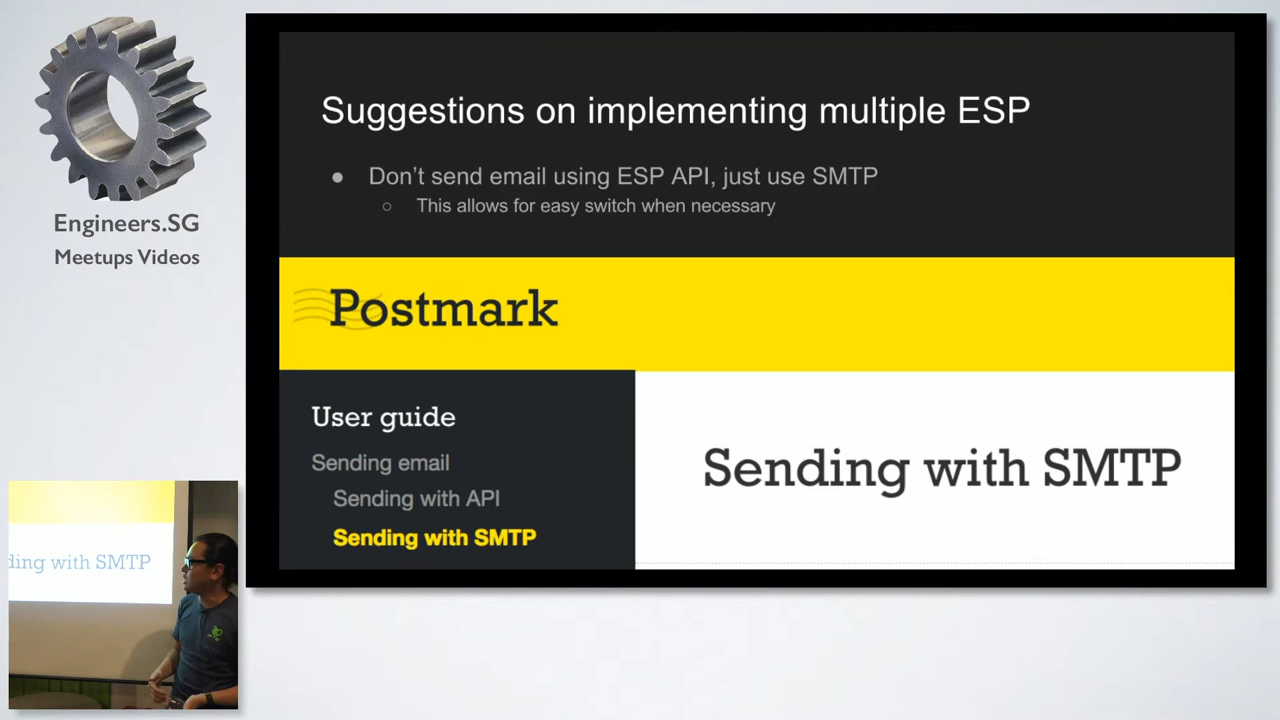 Engineers.SG
Meetups Videos
Suggestions on implementing multiple ESP
● Don't send email using ESP API, just use SMTP
○ This allows for easy switch when necessary
Postmark
User guide
Sending email
Sending with API
Sending with SMTP
Sending with SMTP
ding with SMTP